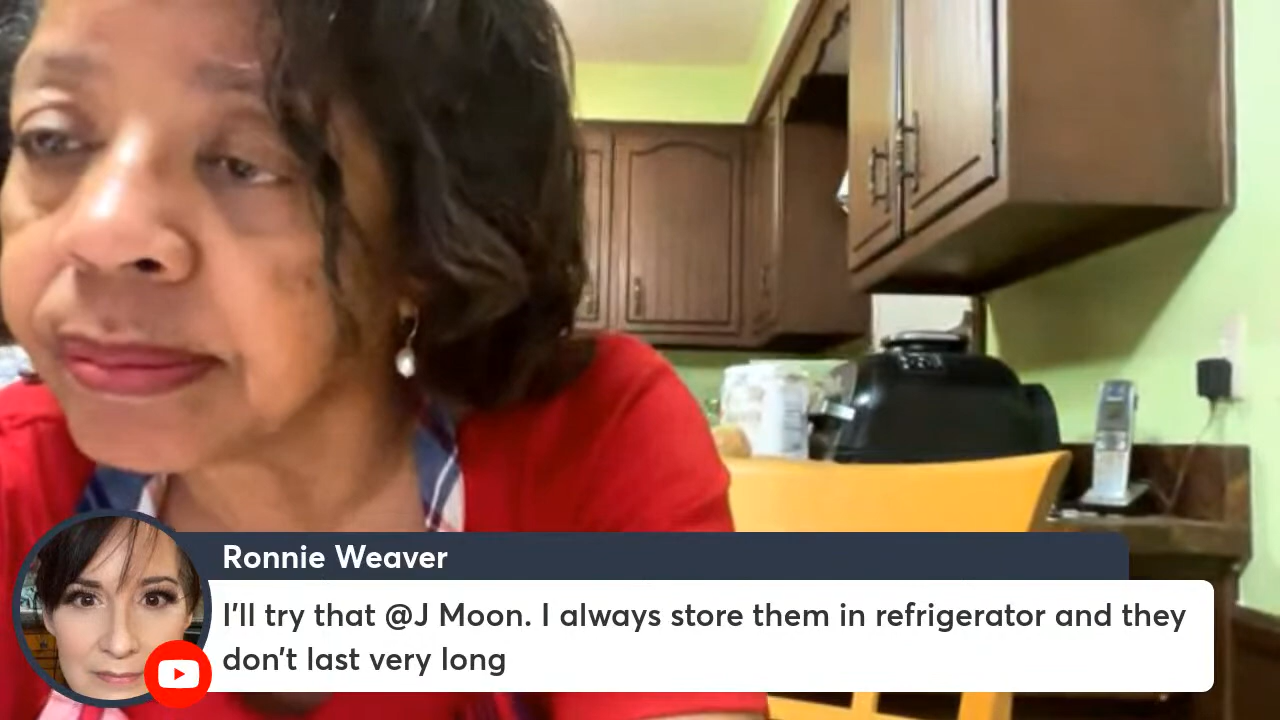 Ronnie Weaver
I'll try that @J Moon. I always store them in refrigerator and they
don't last very long